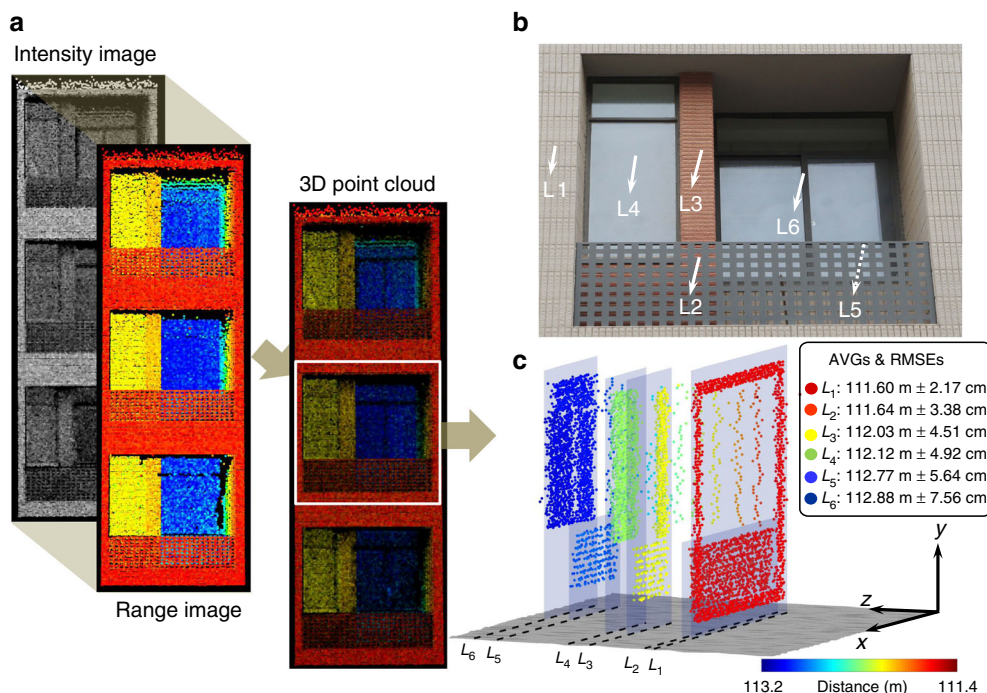 a
Intensity image
3D point cloud
Range image
b
L1
L4
L3
L6
L2
L5
c
AVGs & RMSEs
L₁: 111.60 m ± 2.17 cm
L₂: 111.64 m ± 3.38 cm
L₃: 112.03 m ± 4.51 cm
L₄: 112.12 m ± 4.92 cm
L₅: 112.77 m ± 5.64 cm
L₆: 112.88 m ± 7.56 cm
y
z
x
L₆ L₅ L₄ L₃ L₂ L₁
113.2 Distance (m) 111.4